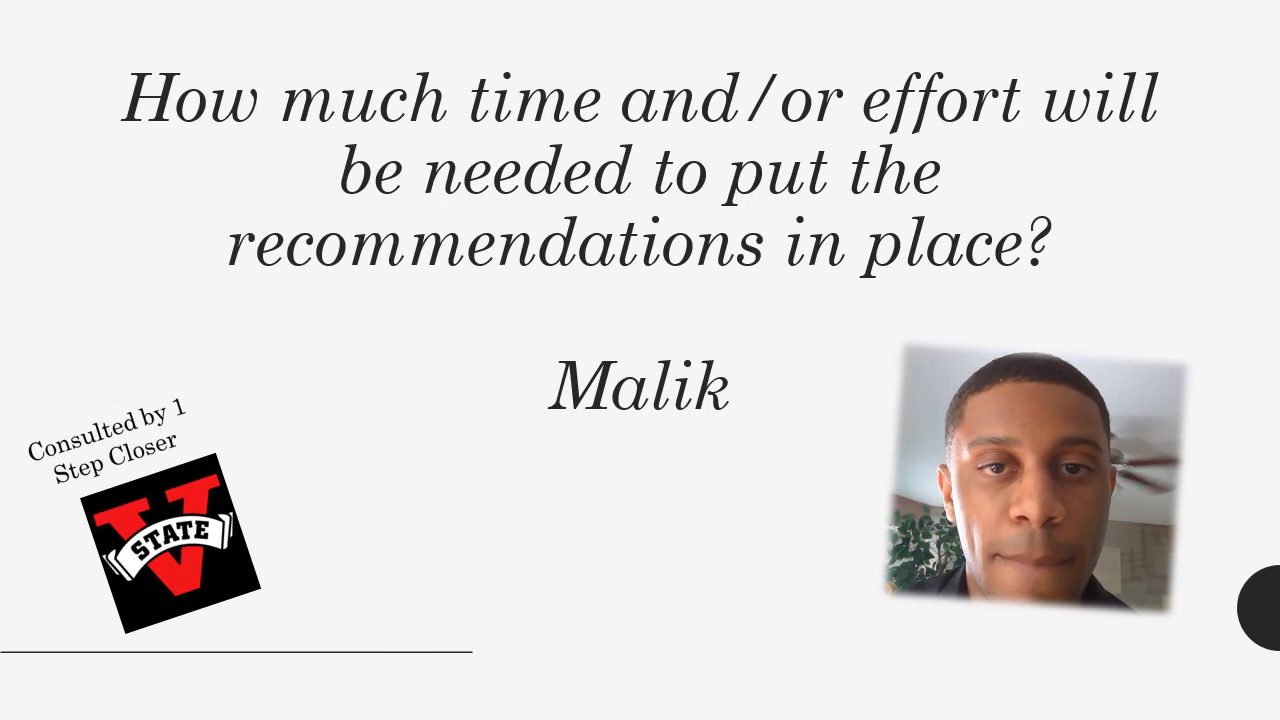 How much time and/or effort will
be needed to put the
recommendations in place?
Malik
Consulted by 1
Step Closer
V
STATE